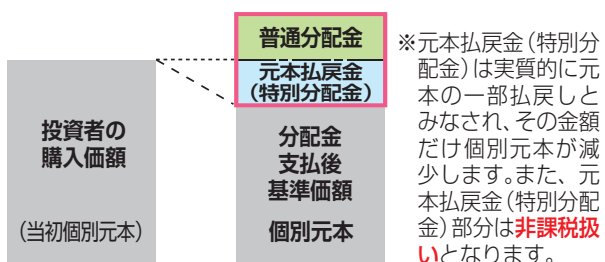 普通分配金
元本払戻金
(特別分配金)
投資者の
購入価額
(当初個別元本)
分配金
支払後
基準価額
個別元本
※元本払戻金(特別分
配金)は実質的に元
本の一部払戻しと
みなされ、その金額
だけ個別元本が減
少します。また、元
本払戻金(特別分配
金)部分は非課税扱
いとなります。